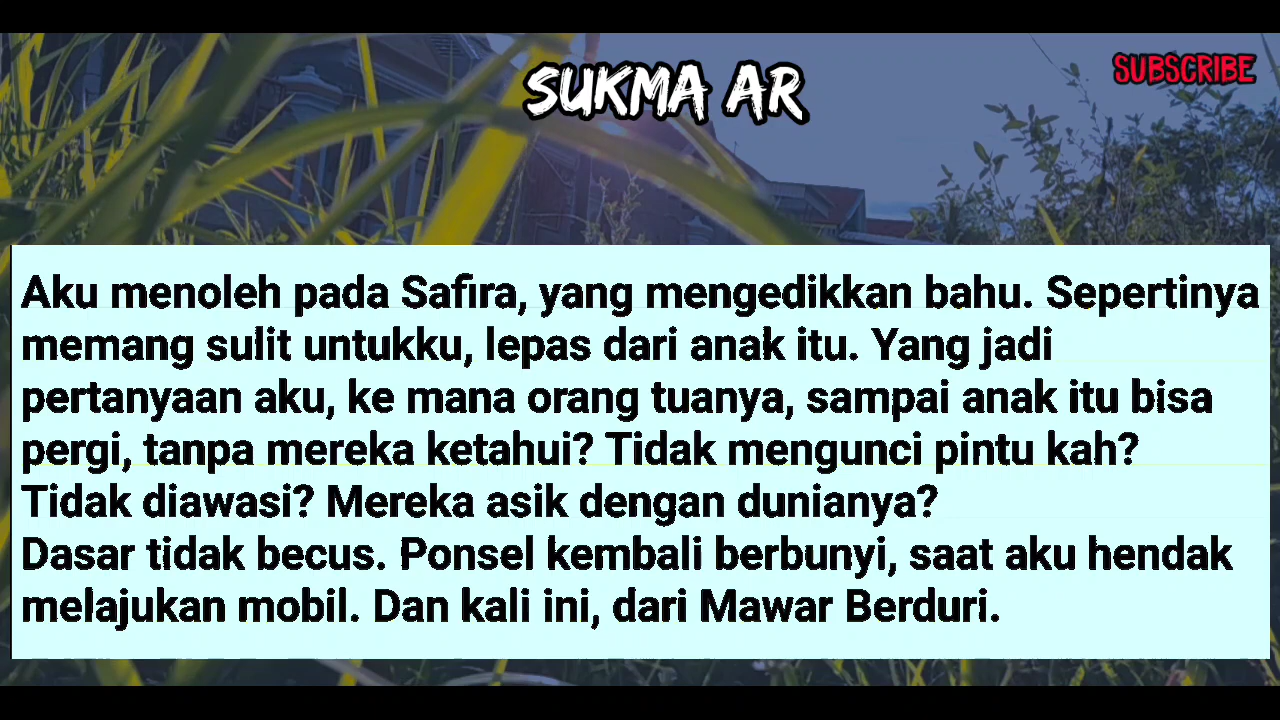 SUKMA AR
SUBSCRIBE
Aku menoleh pada Safira, yang mengedikkan bahu. Sepertinya
memang sulit untukku, lepas dari anak itu. Yang jadi
pertanyaan aku, ke mana orang tuanya, sampai anak itu bisa
pergi, tanpa mereka ketahui? Tidak mengunci pintu kah?
Tidak diawasi? Mereka asik dengan dunianya?
Dasar tidak becus. Ponsel kembali berbunyi, saat aku hendak
melajukan mobil. Dan kali ini, dari Mawar Berduri.